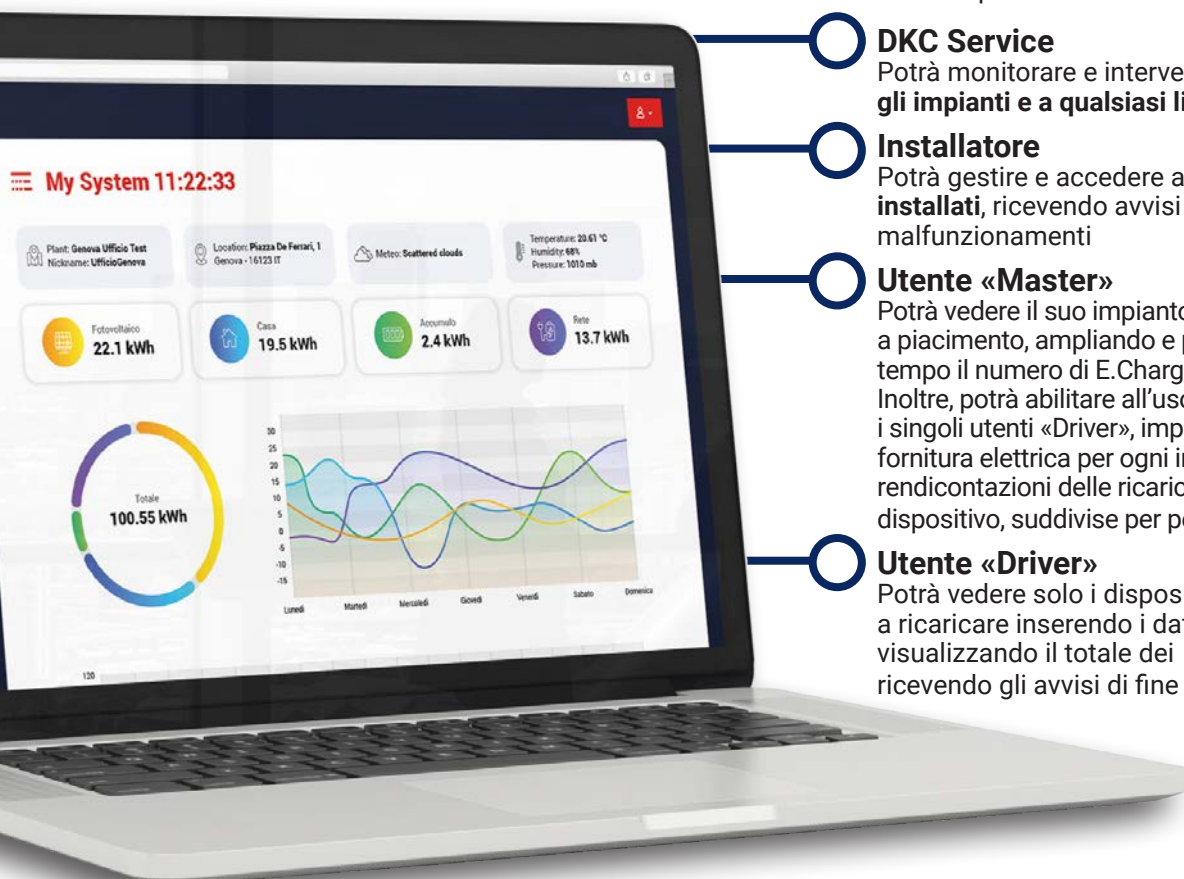 My System 11:22:33
Plant: Genova Ufficio Test
Nickname: UfficioGenova
Location: Piazza De Ferrari, 1
Genova - 16123 IT
Meteo: Scattered clouds
Temperature: 20.61 °C
Humidity: 68%
Pressure: 1010 mb
Fotovoltaico
22.1 kWh
Casa
19.5 kWh
Accumulo
2.4 kWh
Rete
13.7 kWh
Totale
100.55 kWh
30
25
20
15
10
5
0
-5
-10
-15
Lunedì
Martedì
Mercoledì
Giovedì
Venerdì
Sabato
Domenica
120
DKC Service
Potrà monitorare e interve
gli impianti e a qualsiasi li
Installatore
Potrà gestire e accedere a
installati, ricevendo avvisi
malfunzionamenti
Utente «Master»
Potrà vedere il suo impianto
a piacimento, ampliando e p
tempo il numero di E.Charg
Inoltre, potrà abilitare all'uso
i singoli utenti «Driver», imp
fornitura elettrica per ogni i
rendicontazioni delle ricaric
dispositivo, suddivise per pe
Utente «Driver»
Potrà vedere solo i dispos
a ricaricare inserendo i dat
visualizzando il totale dei
ricevendo gli avvisi di fine